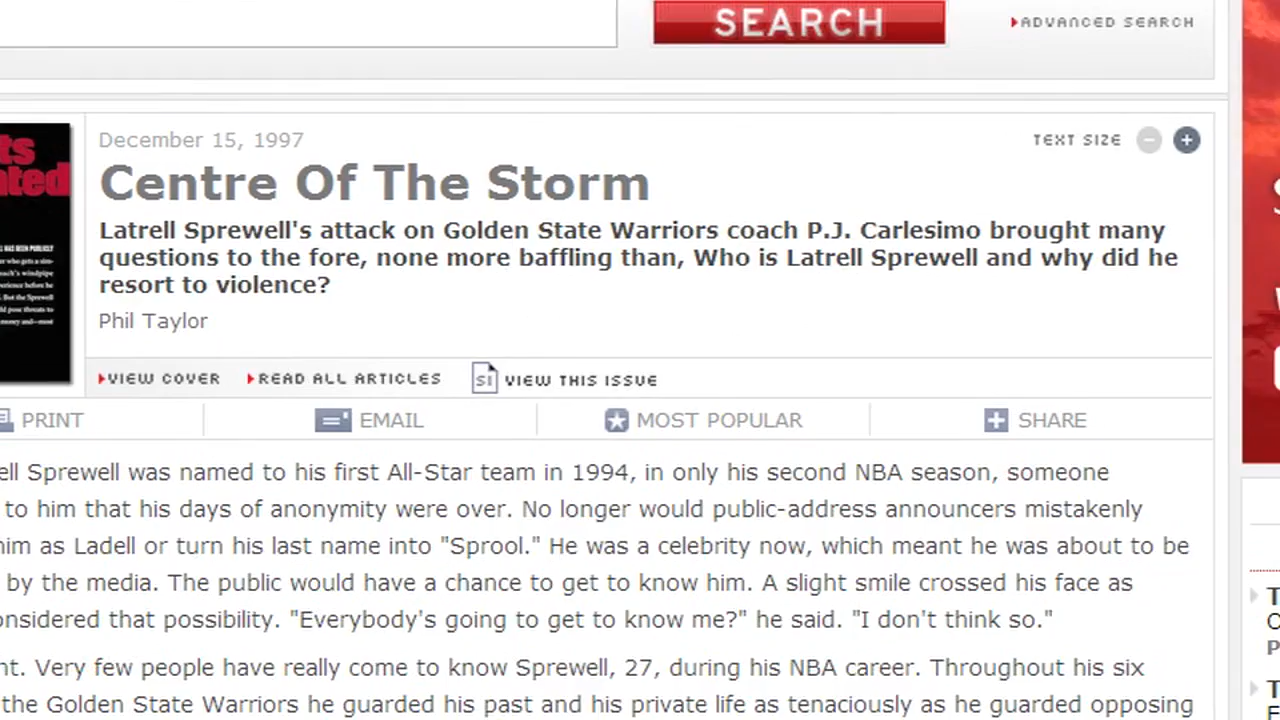 SEARCH
ADVANCED SEARCH
December 15, 1997
TEXT SIZE
Centre Of The Storm
Latrell Sprewell's attack on Golden State Warriors coach P.J. Carlesimo brought many
questions to the fore, none more baffling than, Who is Latrell Sprewell and why did he
resort to violence?
Phil Taylor
VIEW COVER
READ ALL ARTICLES
SI
VIEW THIS ISSUE
PRINT
EMAIL
MOST POPULAR
SHARE
ell Sprewell was named to his first All-Star team in 1994, in only his second NBA season, someone
to him that his days of anonymity were over. No longer would public-address announcers mistakenly
him as Ladell or turn his last name into "Sprool." He was a celebrity now, which meant he was about to be
by the media. The public would have a chance to get to know him. A slight smile crossed his face as
onsidered that possibility. "Everybody's going to get to know me?" he said. "I don't think so."
nt. Very few people have really come to know Sprewell, 27, during his NBA career. Throughout his six
the Golden State Warriors he guarded his past and his private life as tenaciously as he guarded opposing